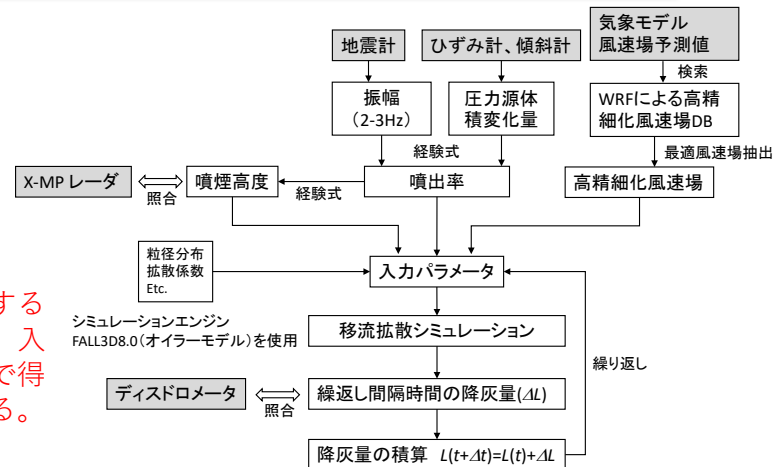 気象モデル
風速場予測値
地震計
ひずみ計、傾斜計
検索
振幅
(2-3Hz)
圧力源体
積変化量
WRFによる高精
細化風速場DB
経験式
最適風速場抽出
X-MP レーダ
照合
噴煙高度
経験式
噴出率
高精細化風速場
粒径分布
拡散係数
Etc.
入力パラメータ
する
入
で得
る。
シミュレーションエンジン
FALL3D8.0(オイラーモデル)を使用
移流拡散シミュレーション
繰り返し
ディスドロメータ
照合
繰返し間隔時間の降灰量(ΔL)
降灰量の積算 L(t+Δt)=L(t)+ΔL